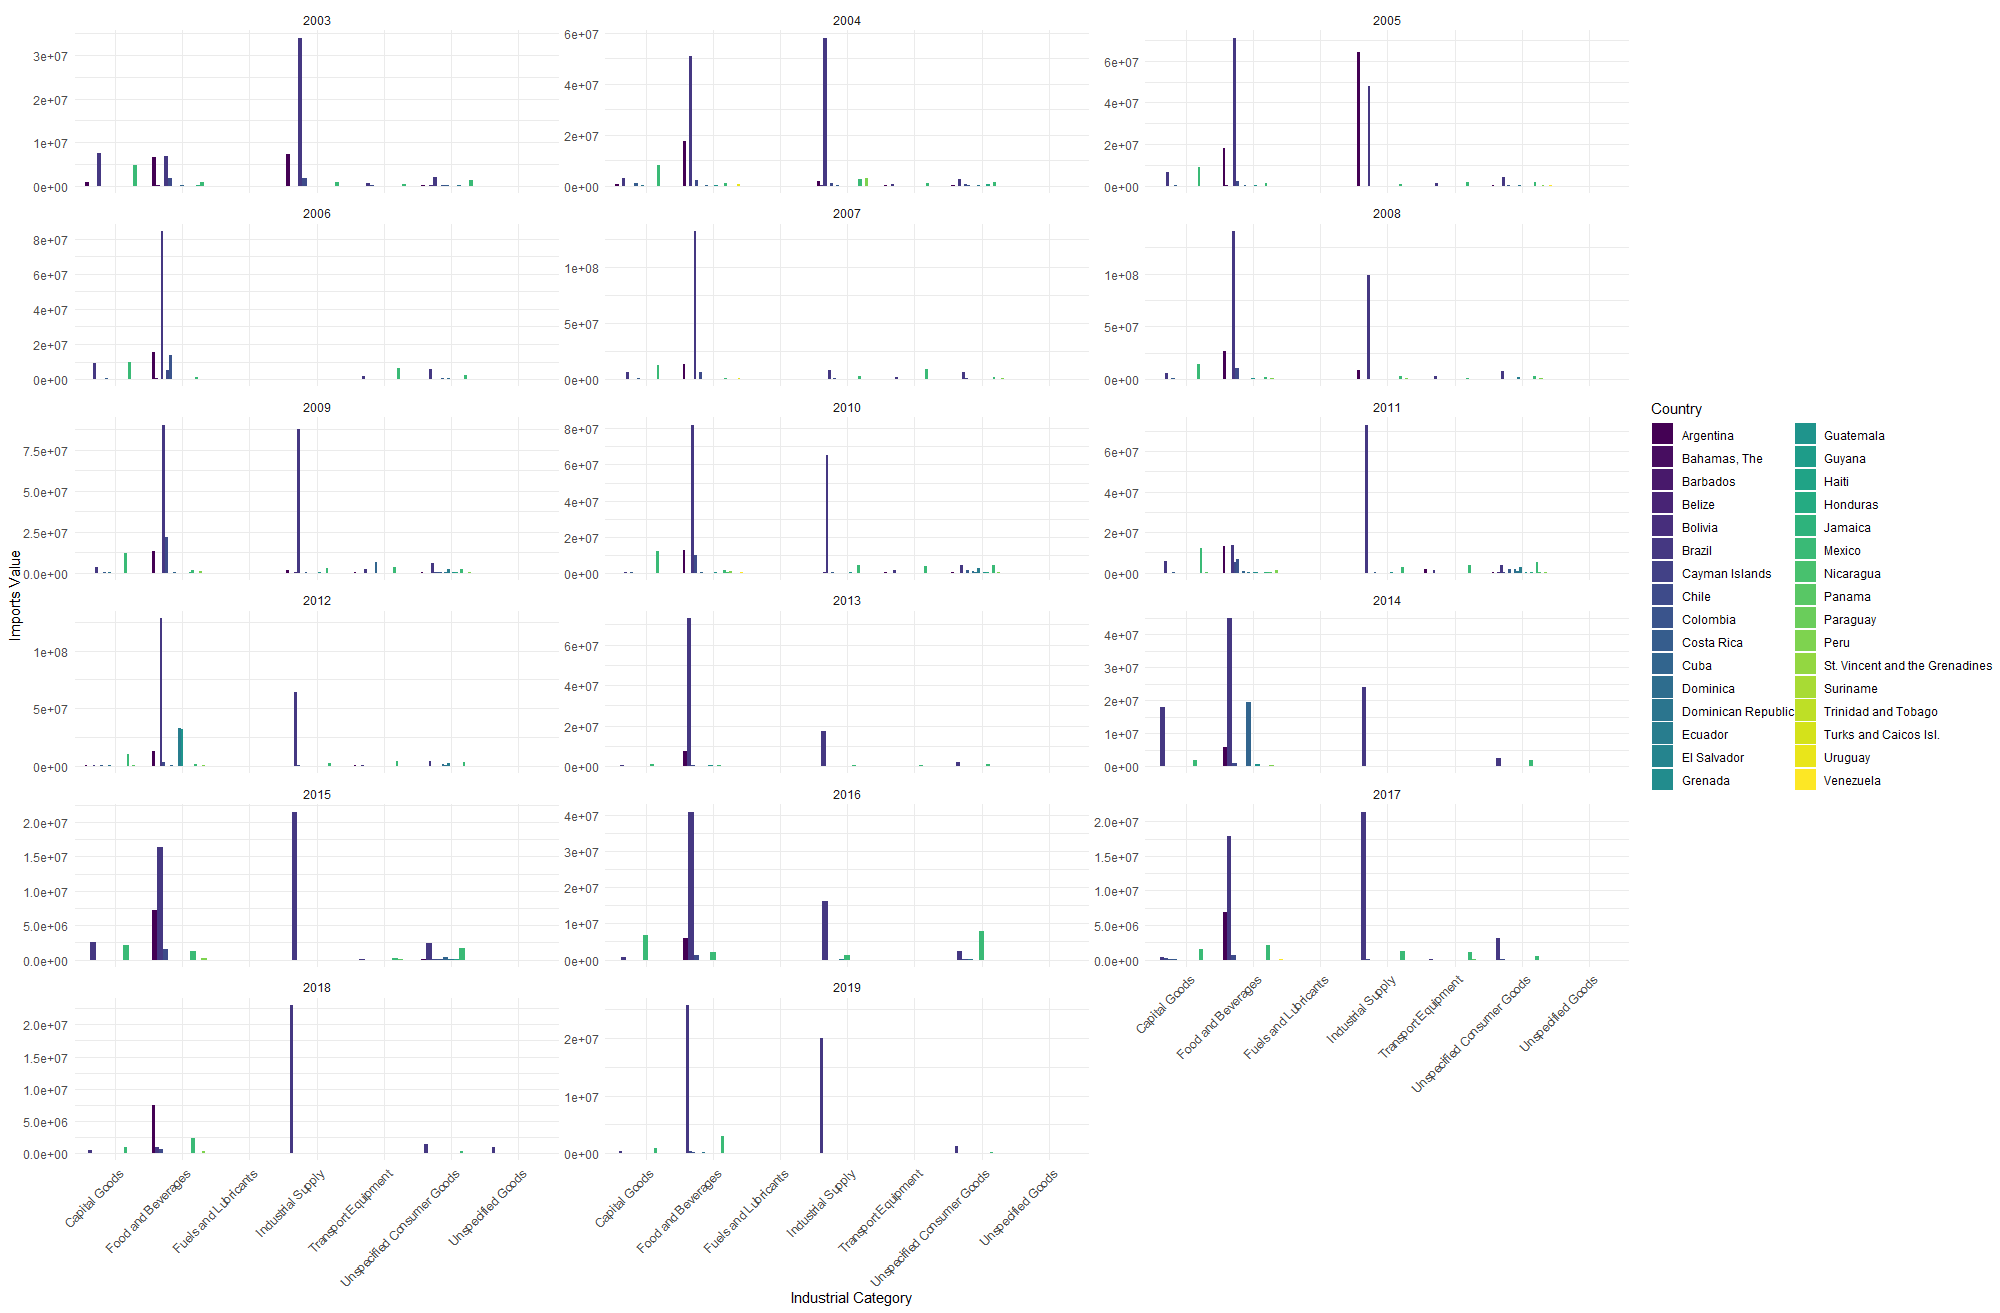 2003
2004
2005
3e+07
2e+07
1e+07
0e+00
6e+07
4e+07
2e+07
0e+00
6e+07
4e+07
2e+07
0e+00
2006
2007
2008
8e+07
6e+07
4e+07
2e+07
0e+00
1e+08
5e+07
0e+00
1e+08
5e+07
0e+00
2009
2010
2011
7.5e+07
5.0e+07
2.5e+07
0.0e+00
8e+07
6e+07
4e+07
2e+07
0e+00
6e+07
4e+07
2e+07
0e+00
2012
2013
2014
1e+08
5e+07
0e+00
6e+07
4e+07
2e+07
0e+00
4e+07
3e+07
2e+07
1e+07
0e+00
2015
2016
2017
2.0e+07
1.5e+07
1.0e+07
5.0e+06
0.0e+00
4e+07
3e+07
2e+07
1e+07
0e+00
2.0e+07
1.5e+07
1.0e+07
5.0e+06
0.0e+00
Capital Goods
Food and Beverages
Fuels and Lubricants
Industrial Supply
Transport Equipment
Unspecified Consumer Goods
Unspecified Goods
2018
2019
2.0e+07
1.5e+07
1.0e+07
5.0e+06
0.0e+00
2e+07
1e+07
0e+00
Capital Goods
Food and Beverages
Fuels and Lubricants
Industrial Supply
Transport Equipment
Unspecified Consumer Goods
Unspecified Goods
Capital Goods
Food and Beverages
Fuels and Lubricants
Industrial Supply
Transport Equipment
Unspecified Consumer Goods
Unspecified Goods
Imports Value
Industrial Category
Country
Argentina
Bahamas, The
Barbados
Belize
Bolivia
Brazil
Cayman Islands
Chile
Colombia
Costa Rica
Cuba
Dominica
Dominican Republic
Ecuador
El Salvador
Grenada
Guatemala
Guyana
Haiti
Honduras
Jamaica
Mexico
Nicaragua
Panama
Paraguay
Peru
St. Vincent and the Grenadines
Suriname
Trinidad and Tobago
Turks and Caicos Isl.
Uruguay
Venezuela